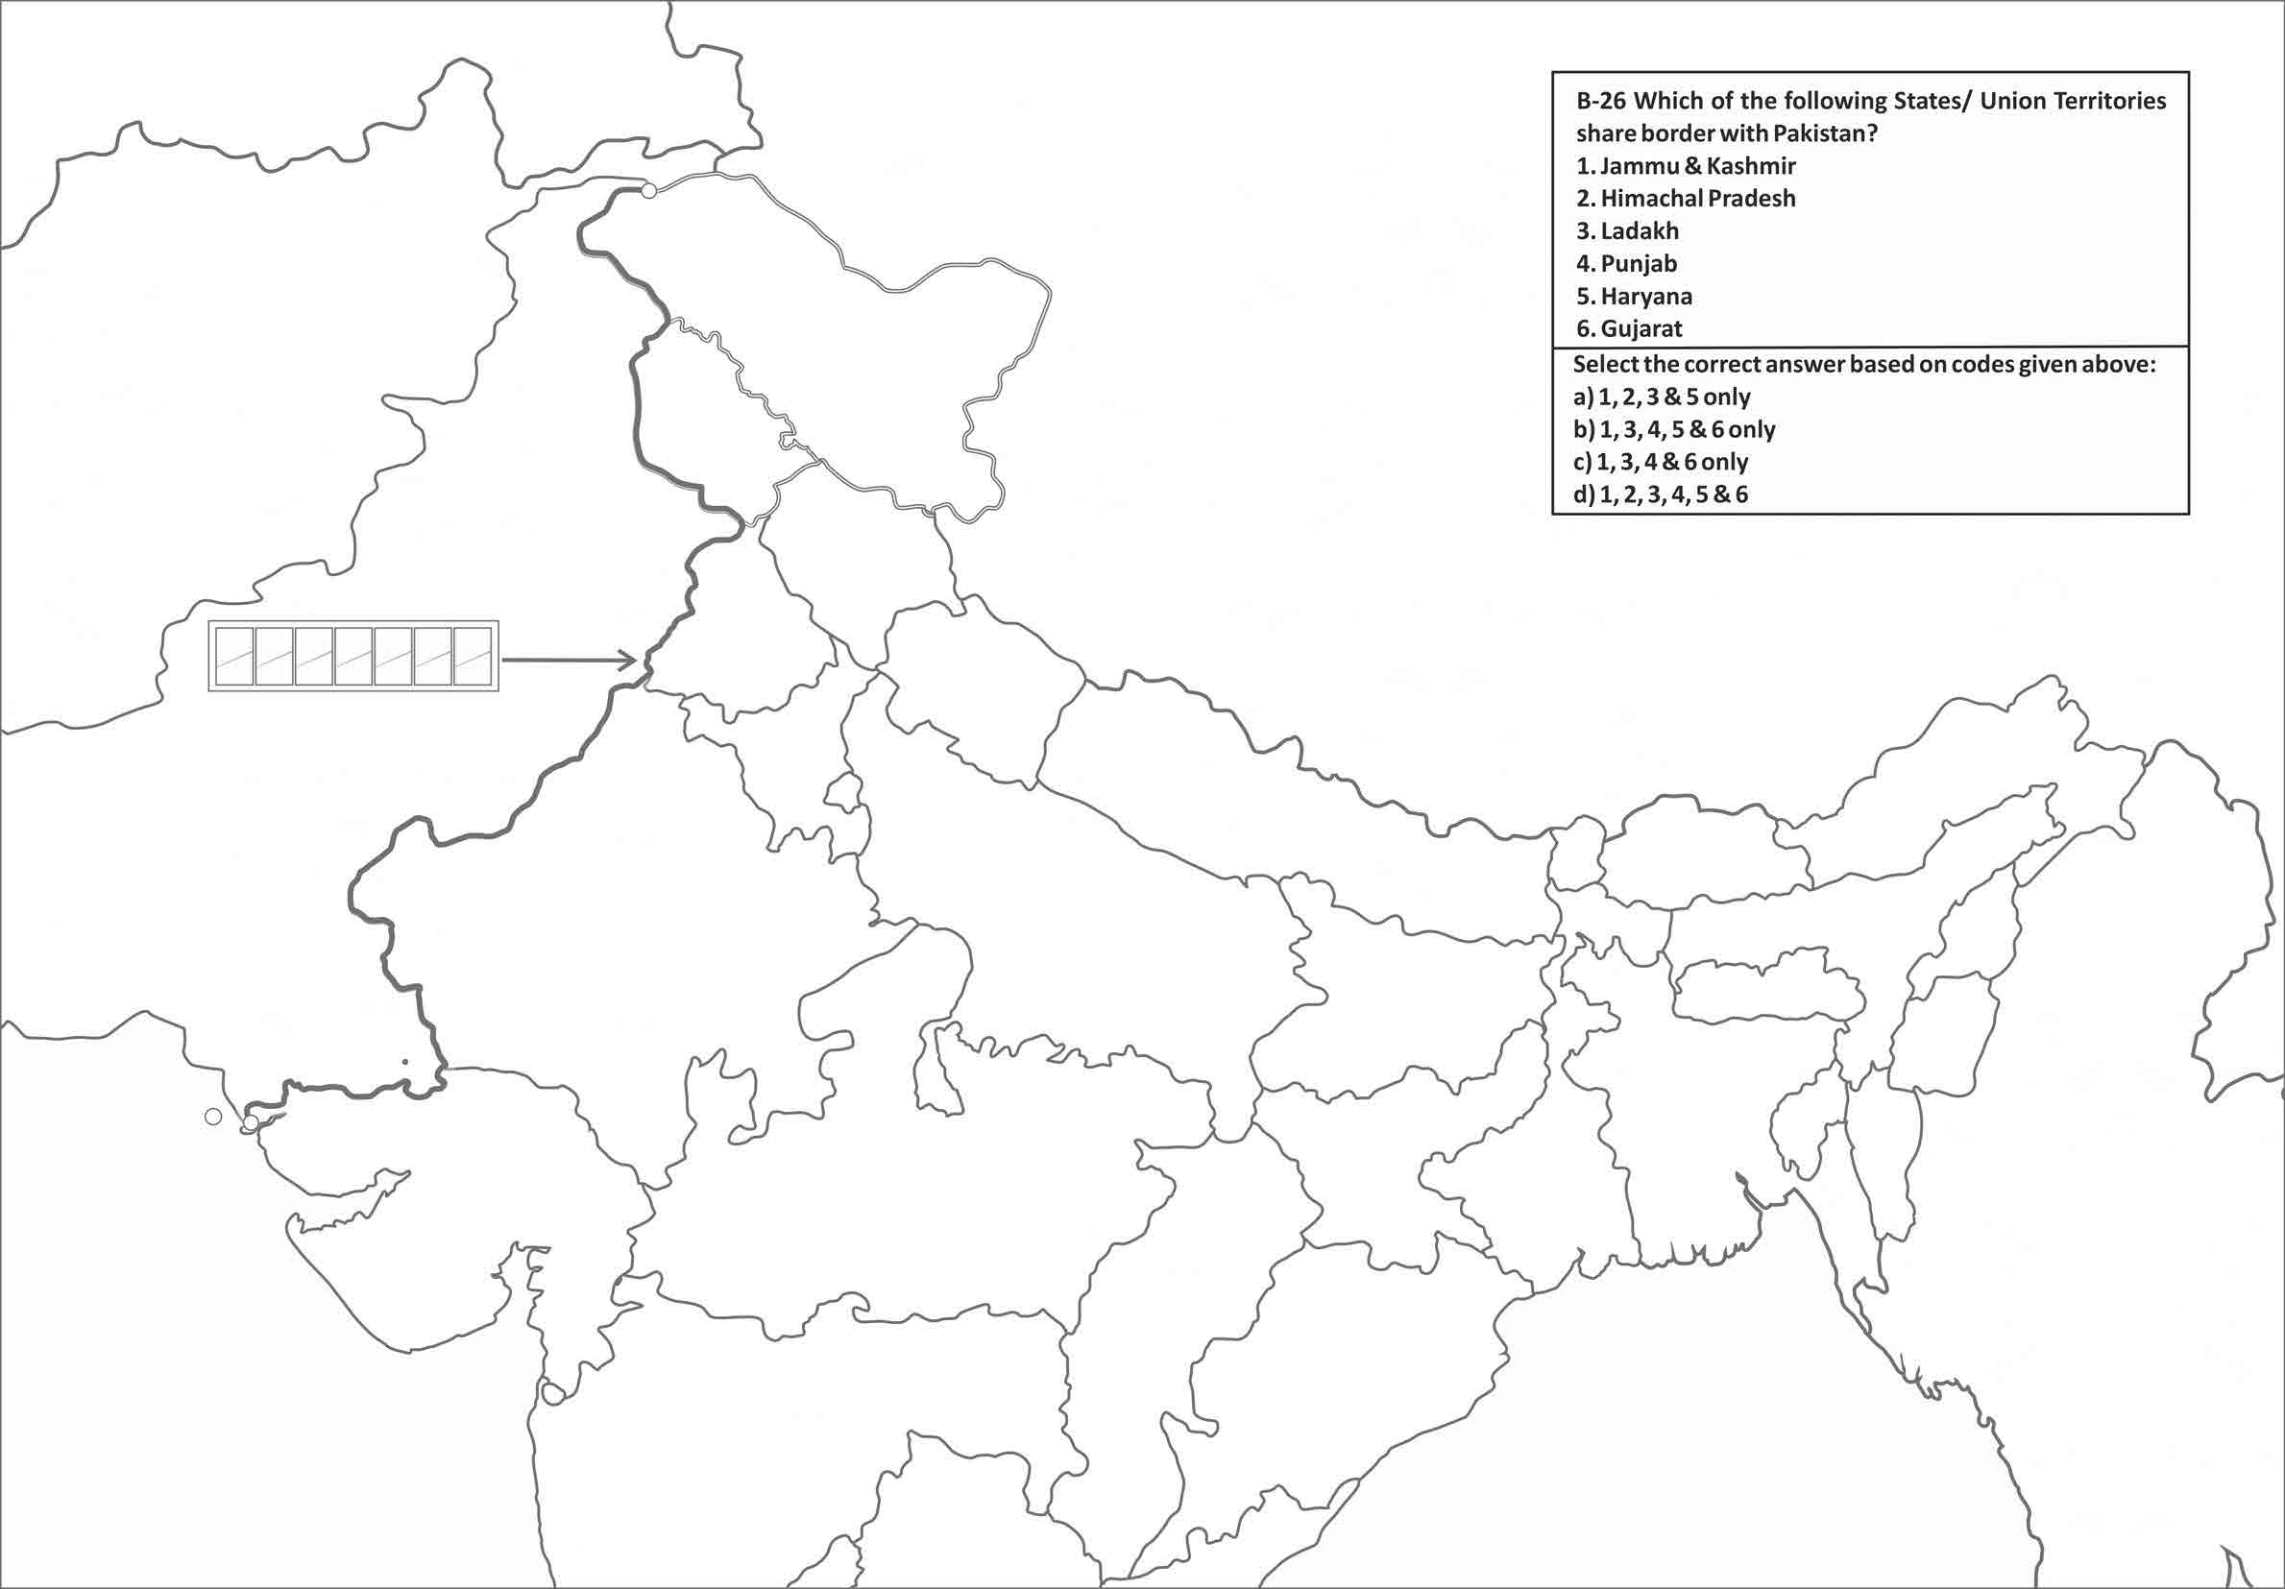 B-26 Which of the following States/ Union Territories
share border with Pakistan?
1. Jammu & Kashmir
2. Himachal Pradesh
3. Ladakh
4. Punjab
5. Haryana
6. Gujarat
Select the correct answer based on codes given above:
a) 1, 2, 3 & 5 only
b) 1, 3, 4, 5 & 6 only
c) 1, 3, 4 & 6 only
d) 1, 2, 3, 4, 5 & 6